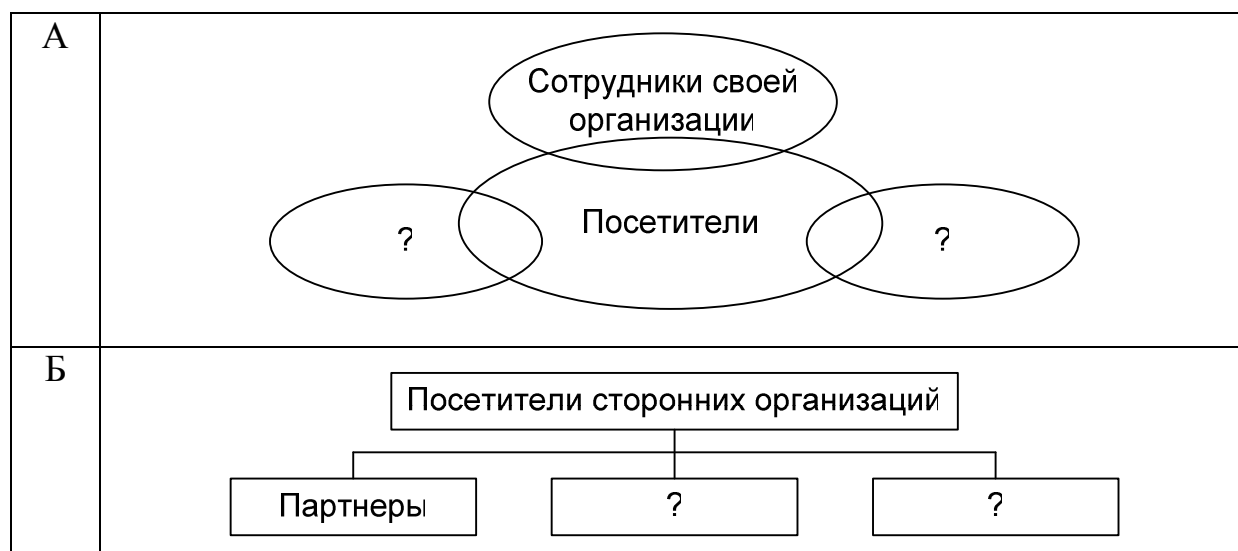 А
Сотрудники своей
организации
?
Посетители
?
Б
Посетители сторонних организаций
Партнеры
?
?